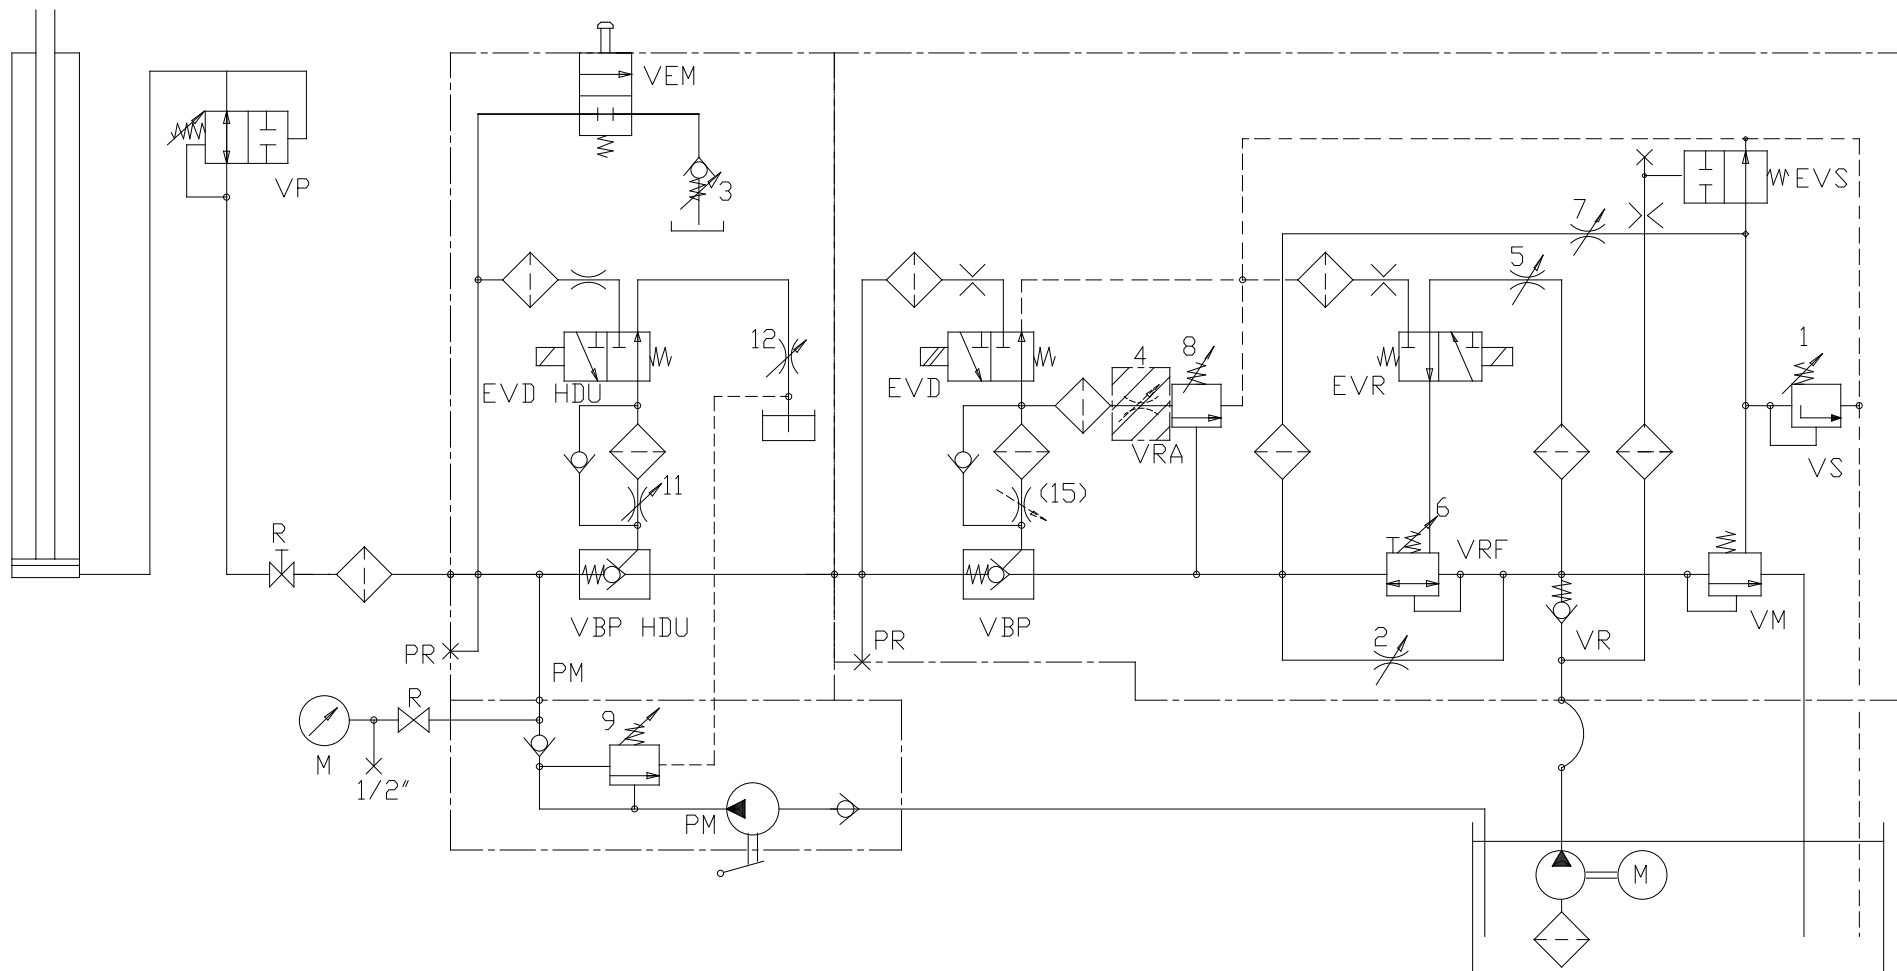 VEM
VP
3
EVS
7
5
12
4
8
1
EVD HDU
EVD
EVR
VRA
VS
11
(15)
6
R
VRF
VBP HDU
VBP
VM
PR
PR
2
VR
PM
R
9
M
1/2"
PM
M